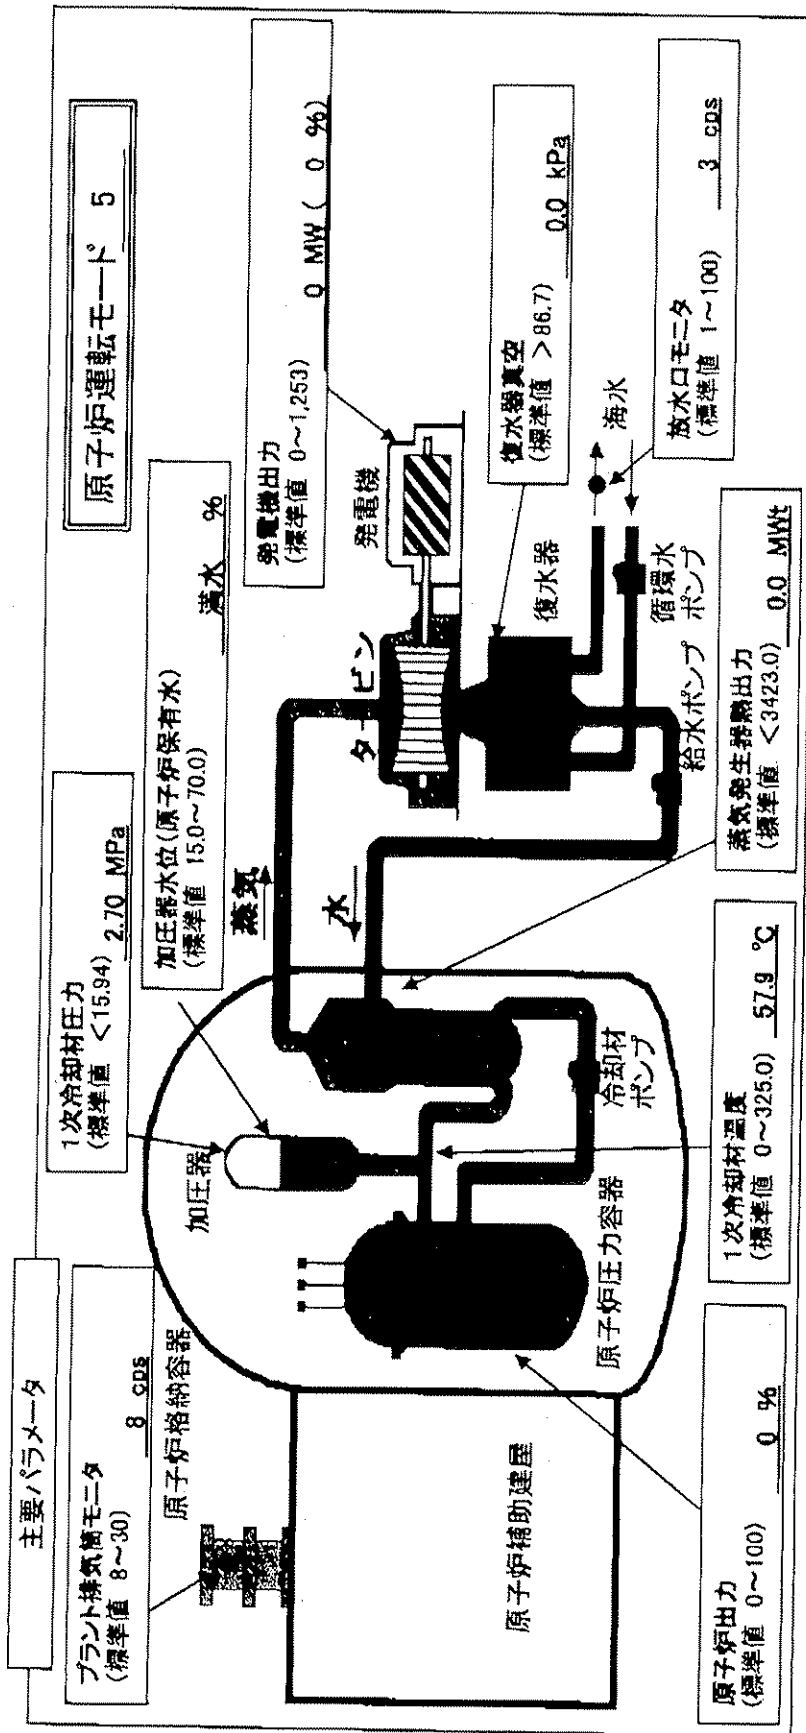 主要パラメータ
原子炉運転モード 5
プラント排気筒モニタ
(標準値 8～30)
8 cps
1次冷却材圧力
(標準値 <15.94)
2.70 MPa
加圧器水位(原子炉保有水)
(標準値 15.0～70.0)
満水 %
発電機出力
(標準値 0～1,253)
0 MW ( 0 %)
原子炉格納容器
加圧器
蒸気
水
タービン
発電機
復水器真空
(標準値 >86.7)
0.0 kPa
原子炉補助建屋
原子炉圧力容器
冷却材
ポンプ
給水ポンプ
復水器
循環水
ポンプ
海水
放水口モニタ
(標準値 1～100)
3 cps
原子炉出力
(標準値 0～100)
0 %
1次冷却材温度
(標準値 0～325.0)
57.9 ℃
蒸気発生器熱出力
(標準値 <3423.0)
0.0 MWt